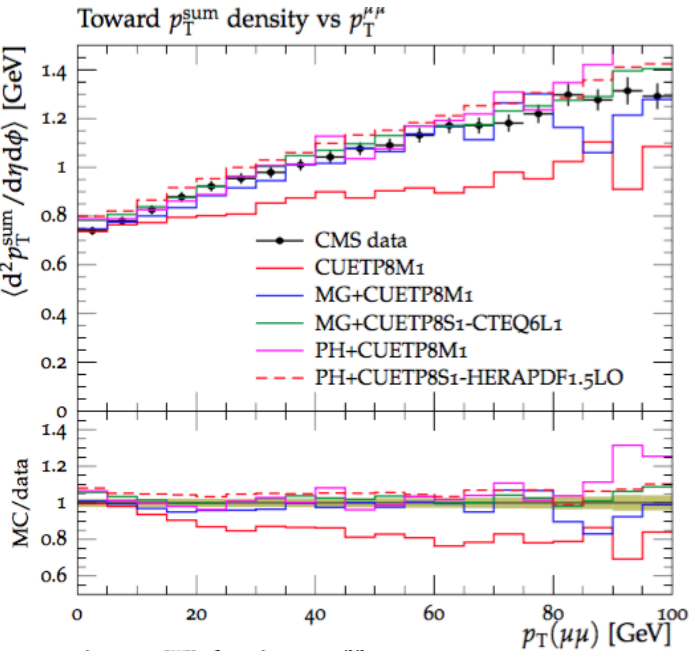 Toward p_T^sum density vs p_T^μμ
⟨d²p_T^sum/dηdϕ⟩ [GeV]
1.4
1.2
1
0.8
0.6
0.4
0.2
0
CMS data
CUETP8M1
MG+CUETP8M1
MG+CUETP8S1-CTEQ6L1
PH+CUETP8M1
PH+CUETP8S1-HERAPDF1.5LO
MC/data
1.4
1.2
1
0.8
0.6
0
20
40
60
80
100
p_T(μμ) [GeV]